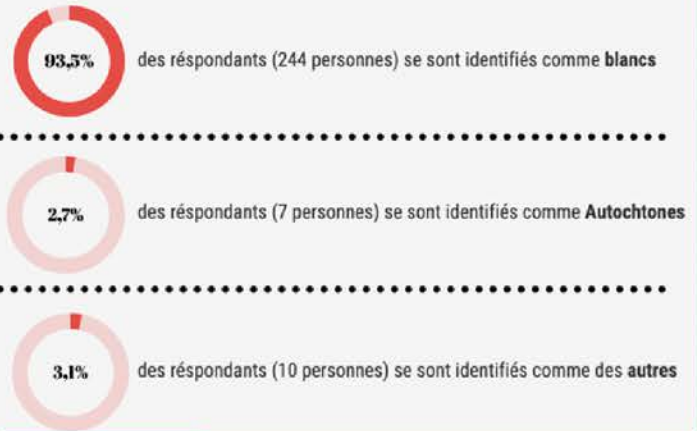 93,5% des réspondants (244 personnes) se sont identifiés comme blancs
2,7% des réspondants (7 personnes) se sont identifiés comme Autochtones
3,1% des réspondants (10 personnes) se sont identifiés comme des autres